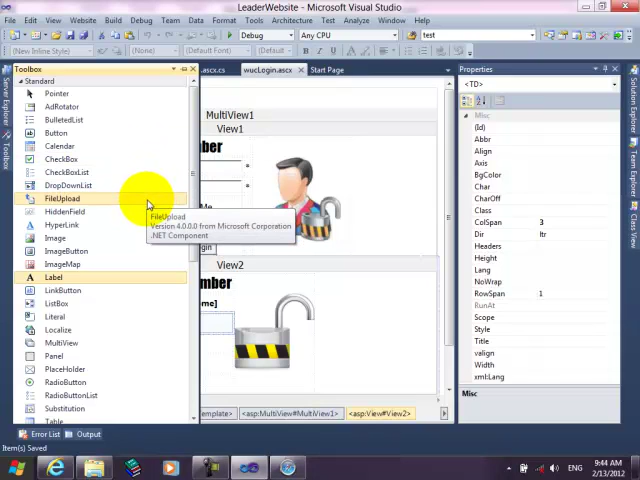 LeaderWebsite - Microsoft Visual Studio
File Edit View Website Build Debug Team Data Format Tools Architecture Test Analyze Window Help
Debug Any CPU test
(New Inline Style) (None) (Default Font) (Default B I U
Toolbox
.ascx.cs wucLogin.ascx Start Page
Properties
<TD>
Server Explorer
Toolbox
Solution Explorer
Team Explorer
Class View
Standard
Pointer
AdRotator
BulletedList
Button
Calendar
CheckBox
CheckBoxList
DropDownList
FileUpload
HiddenField
HyperLink
Image
ImageButton
ImageMap
Label
LinkButton
ListBox
Literal
Localize
MultiView
Panel
PlaceHolder
RadioButton
RadioButtonList
Substitution
Table
FileUpload
Version 4.0.0.0 from Microsoft Corporation
.NET Component
MultiView1
View1
View2
ome]
Misc
(Id)
Abbr
Align
Axis
BgColor
Char
CharOff
Class
ColSpan 3
Dir ltr
Headers
Height
Lang
NoWrap
RowSpan 1
RunAt
Scope
Style
Title
valign
Width
xml:Lang
Misc
emplate> <asp:MultiView#MultiView1> <asp:View#View2>
Error List Output
Item(s) Saved
ENG
9:44 AM
2/13/2012